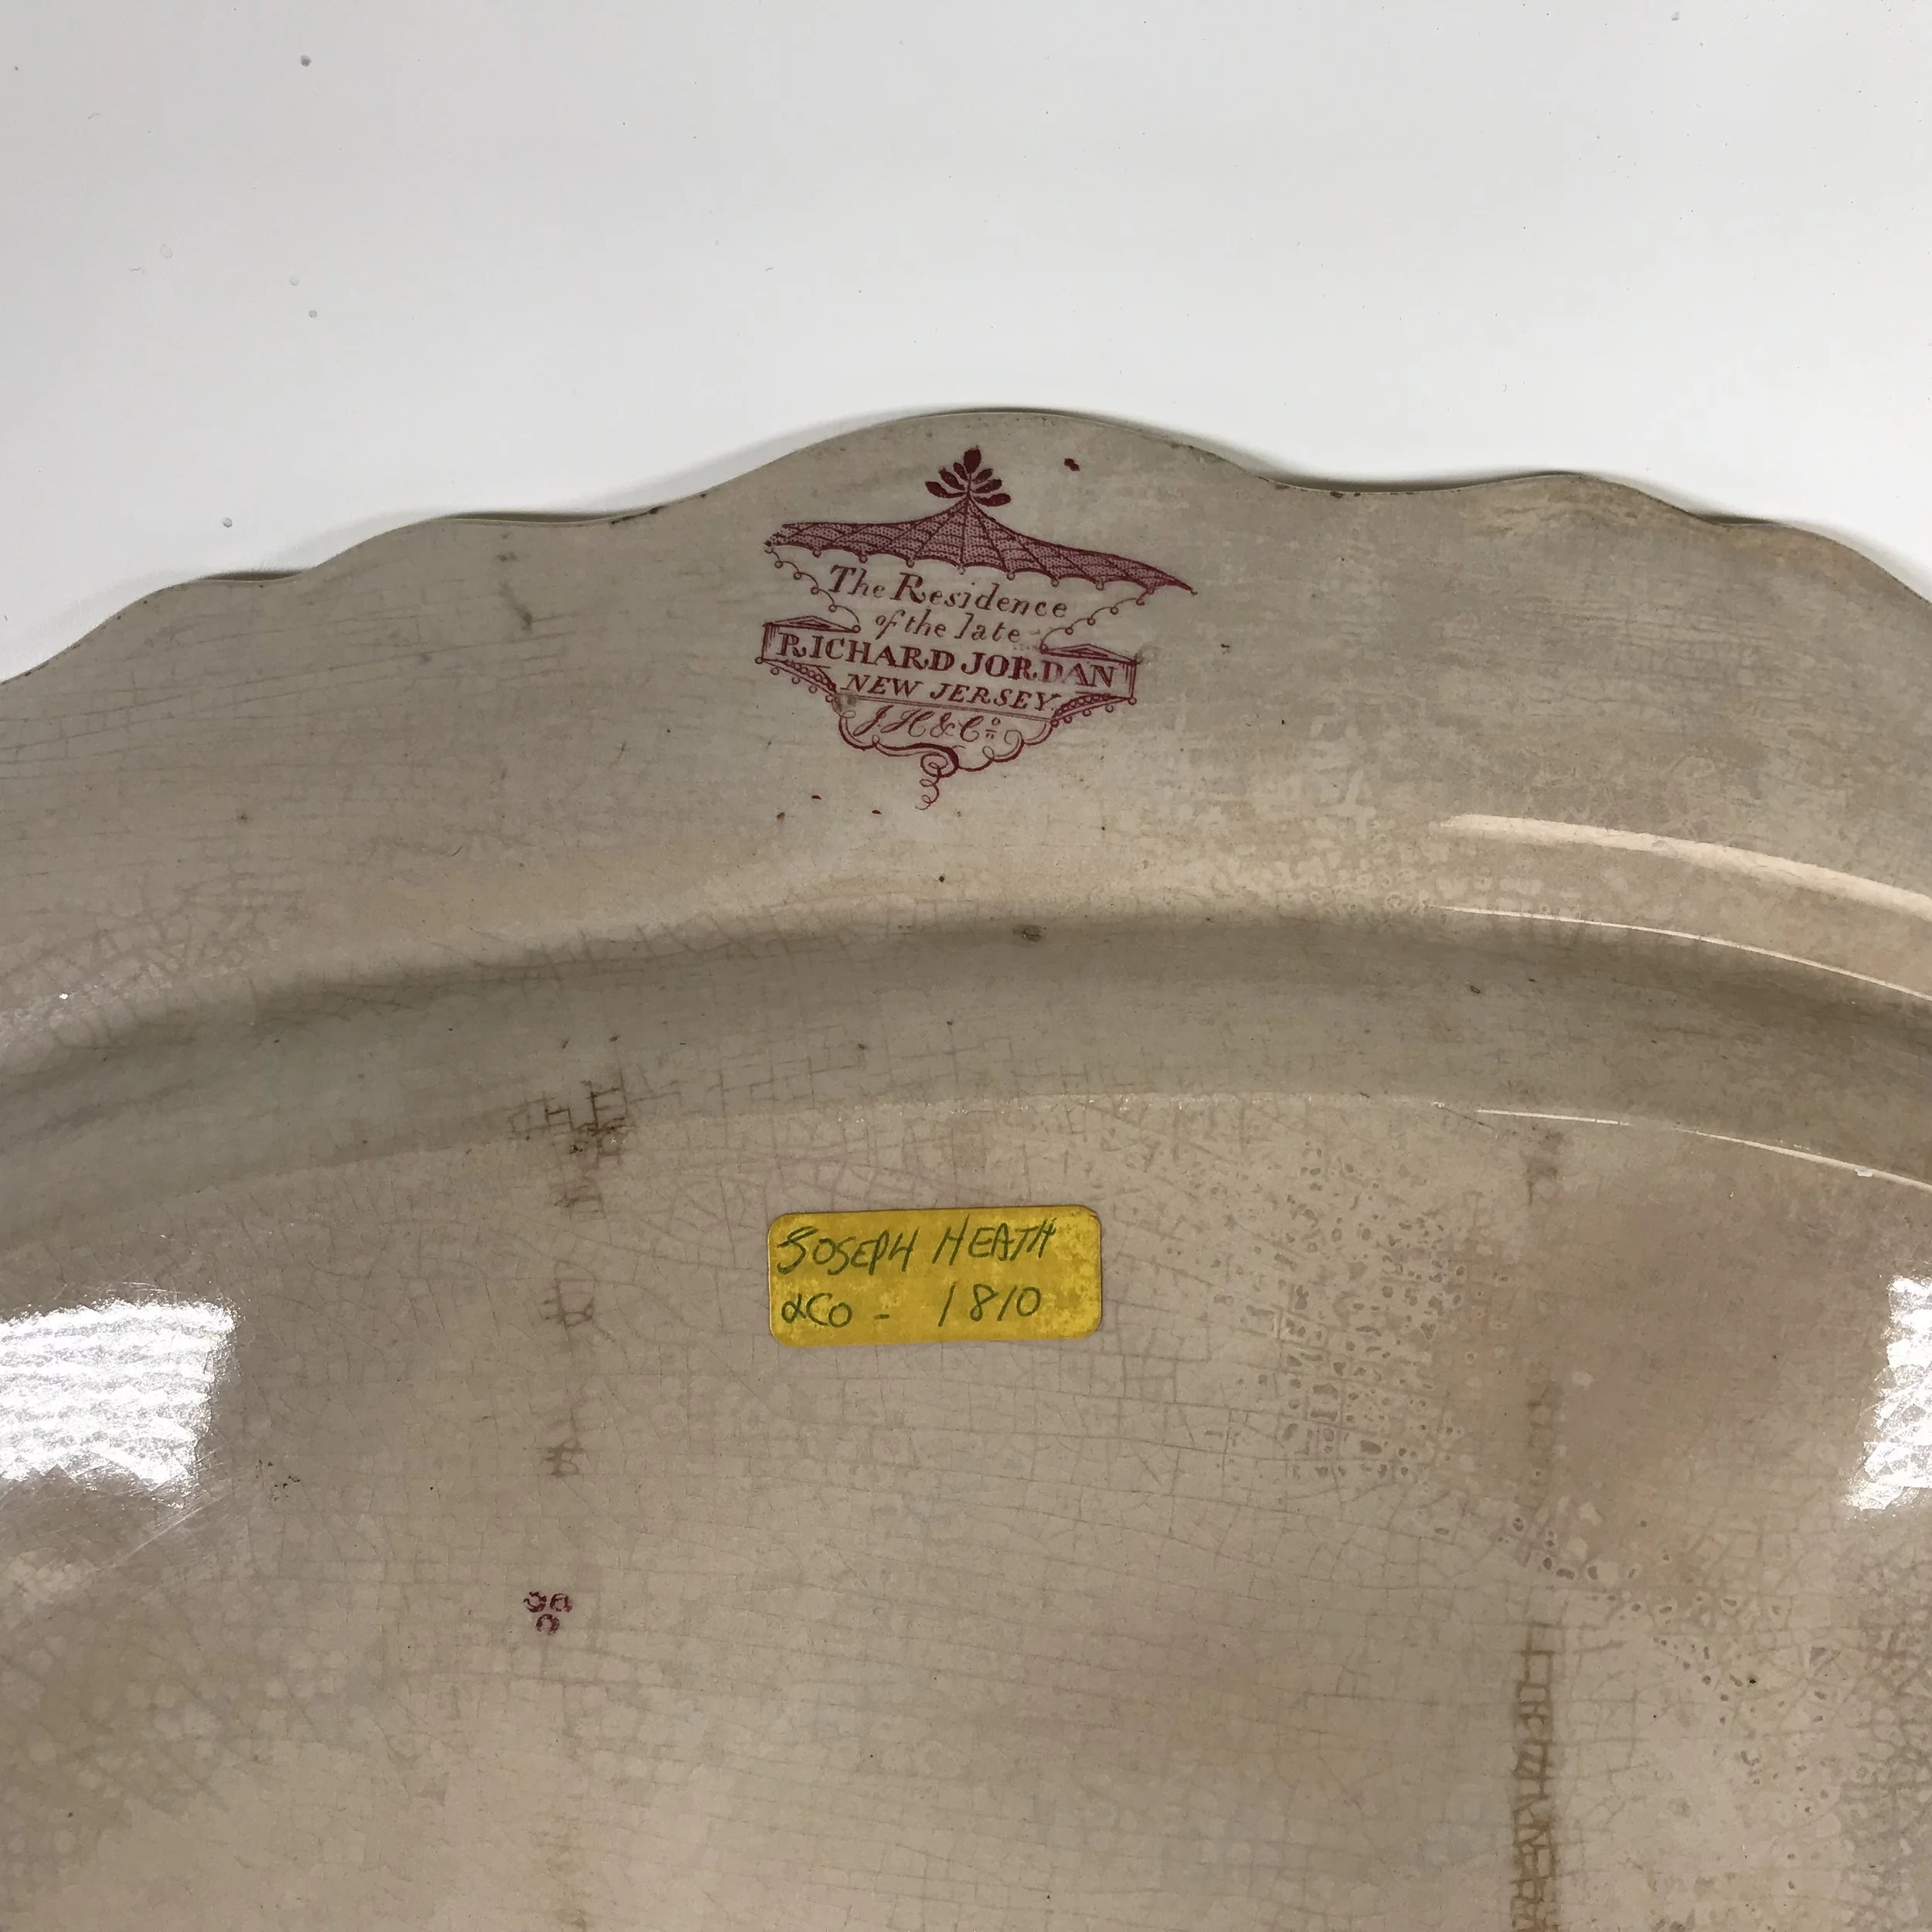 The Residence
of the late
RICHARD JORDAN
NEW JERSEY.
J.H & Co
JOSEPH HEATH
& Co - 1810